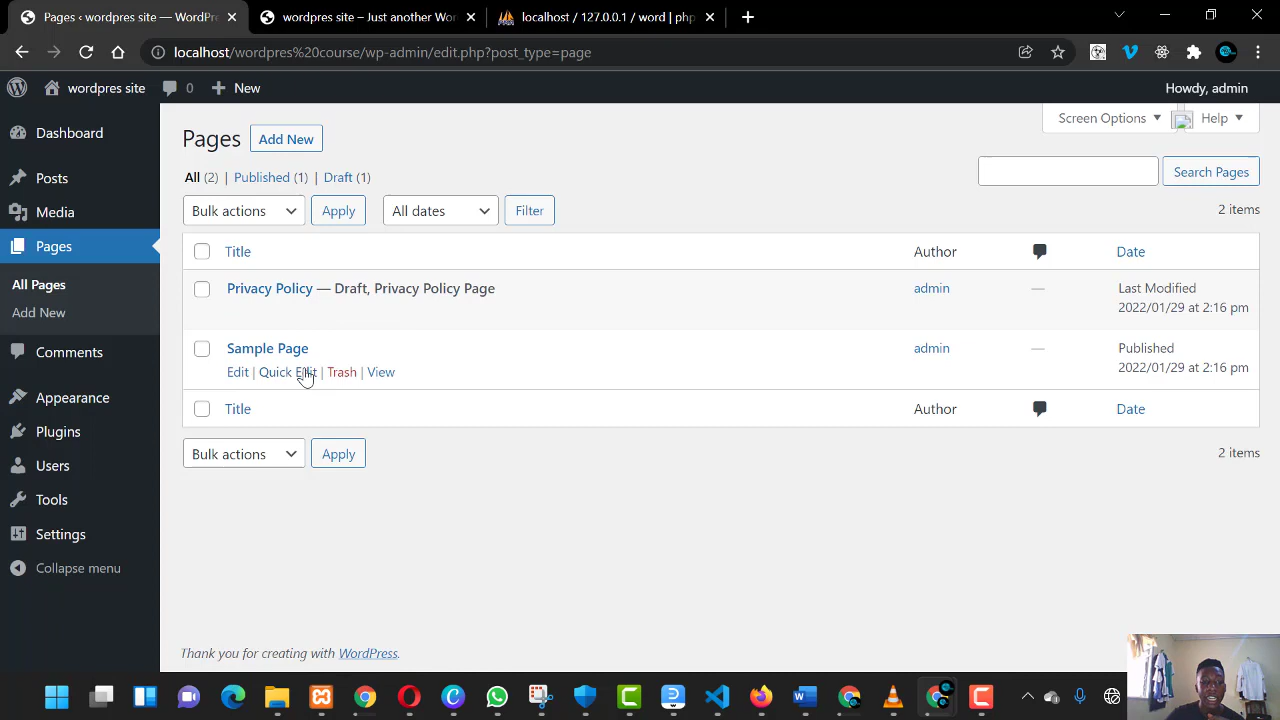 Pages ‹ wordpres site — WordPr
wordpres site – Just another Wor
localhost / 127.0.0.1 / word | php
localhost/wordpres%20course/wp-admin/edit.php?post_type=page
wordpres site
0
New
Howdy, admin
Dashboard
Posts
Media
Pages
All Pages
Add New
Comments
Appearance
Plugins
Users
Tools
Settings
Collapse menu
Screen Options
Help
Pages
Add New
All (2) | Published (1) | Draft (1)
Search Pages
Bulk actions
Apply
All dates
Filter
2 items
Title
Author
Date
Privacy Policy — Draft, Privacy Policy Page
admin
—
Last Modified
2022/01/29 at 2:16 pm
Sample Page
admin
—
Published
2022/01/29 at 2:16 pm
Edit | Quick Edit | Trash | View
Title
Author
Date
Bulk actions
Apply
2 items
Thank you for creating with WordPress.